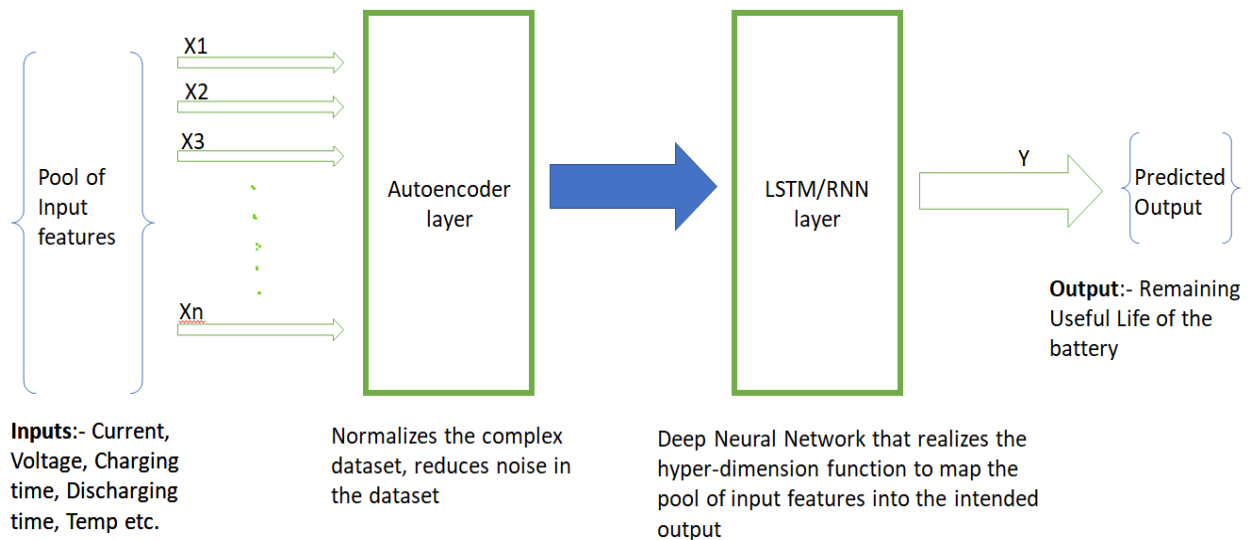 X1
X2
X3
Xn
Pool of
Input
features
Autoencoder
layer
LSTM/RNN
layer
Y
Predicted
Output
Inputs:- Current,
Voltage, Charging
time, Discharging
time, Temp etc.
Normalizes the complex
dataset, reduces noise in
the dataset
Deep Neural Network that realizes the
hyper-dimension function to map the
pool of input features into the intended
output
Output:- Remaining
Useful Life of the
battery